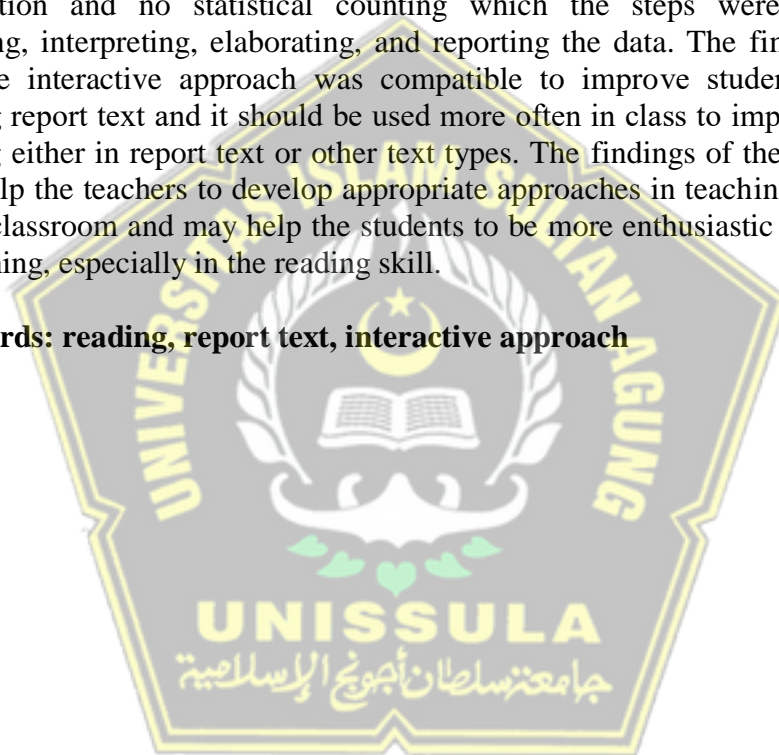 tion and no statistical counting which the steps were
ng, interpreting, elaborating, and reporting the data. The fin
e interactive approach was compatible to improve studen
g report text and it should be used more often in class to imp
g either in report text or other text types. The findings of the
elp the teachers to develop appropriate approaches in teachin
classroom and may help the students to be more enthusiastic
ning, especially in the reading skill.
rds: reading, report text, interactive approach
UNIVERSITAS ISLAM SULTAN AGUNG
UNISSULA
جامعة سلطان أجونج الإسلامية